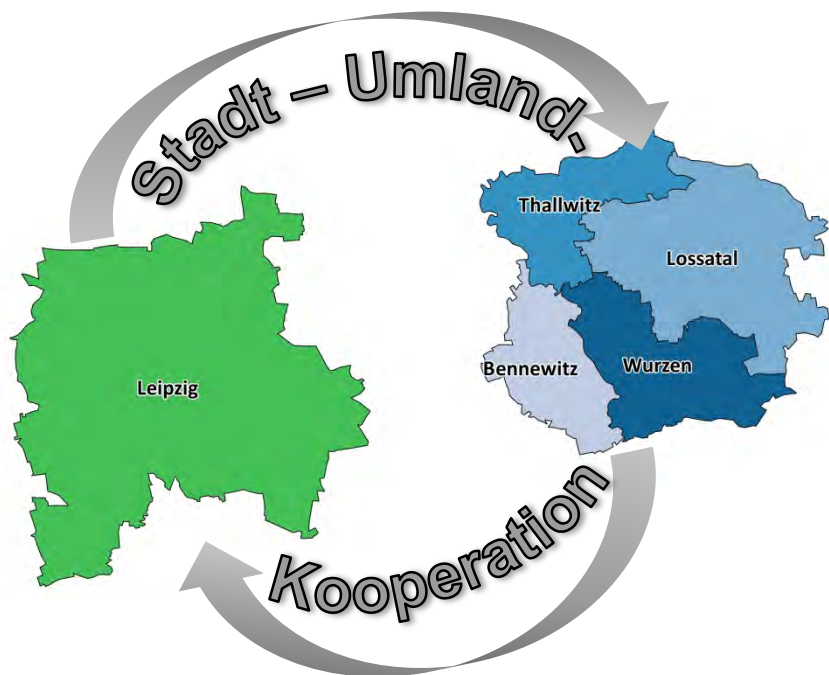 Stadt – Umland-
Thallwitz
Lossatal
Bennewitz
Wurzen
Leipzig
Kooperation